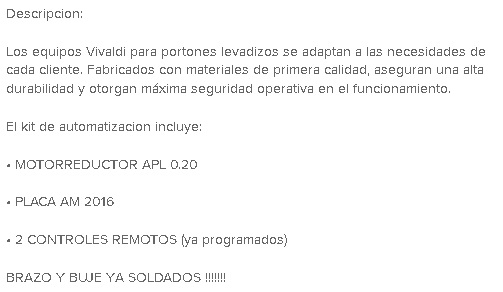 Descripcion:
Los equipos Vivaldi para portones levadizos se adaptan a las necesidades de
cada cliente. Fabricados con materiales de primera calidad, aseguran una alta
durabilidad y otorgan máxima seguridad operativa en el funcionamiento.
El kit de automatizacion incluye:
• MOTORREDUCTOR APL 0.20
• PLACA AM 2016
• 2 CONTROLES REMOTOS (ya programados)
BRAZO Y BUJE YA SOLDADOS !!!!!!!